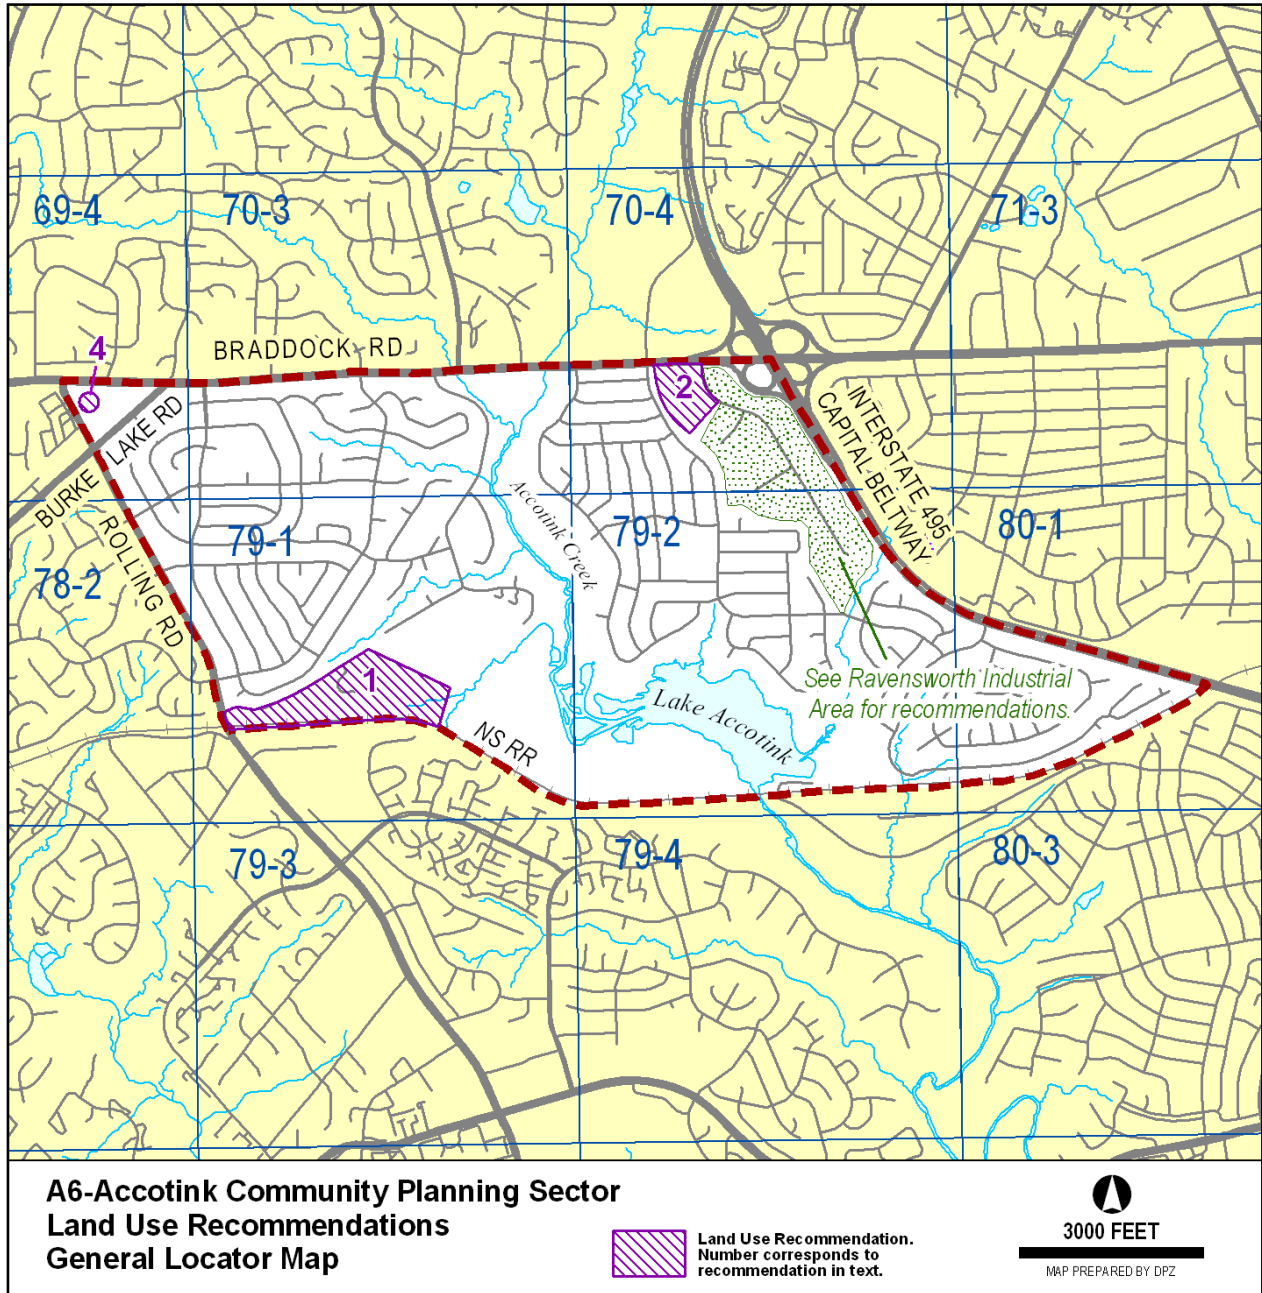 69-4
70-3
70-4
71-3
4
BRADDOCK RD
2
LAKE RD
BURKE
INTERSTATE 495
CAPITAL BELTWAY
ROLLING RD
79-1
Accotink Creek
79-2
80-1
78-2
1
See Ravensworth Industrial
Area for recommendations.
Lake Accotink
NS RR
79-3
79-4
80-3
A6-Accotink Community Planning Sector
Land Use Recommendations
General Locator Map
Land Use Recommendation.
Number corresponds to
recommendation in text.
3000 FEET
MAP PREPARED BY DPZ